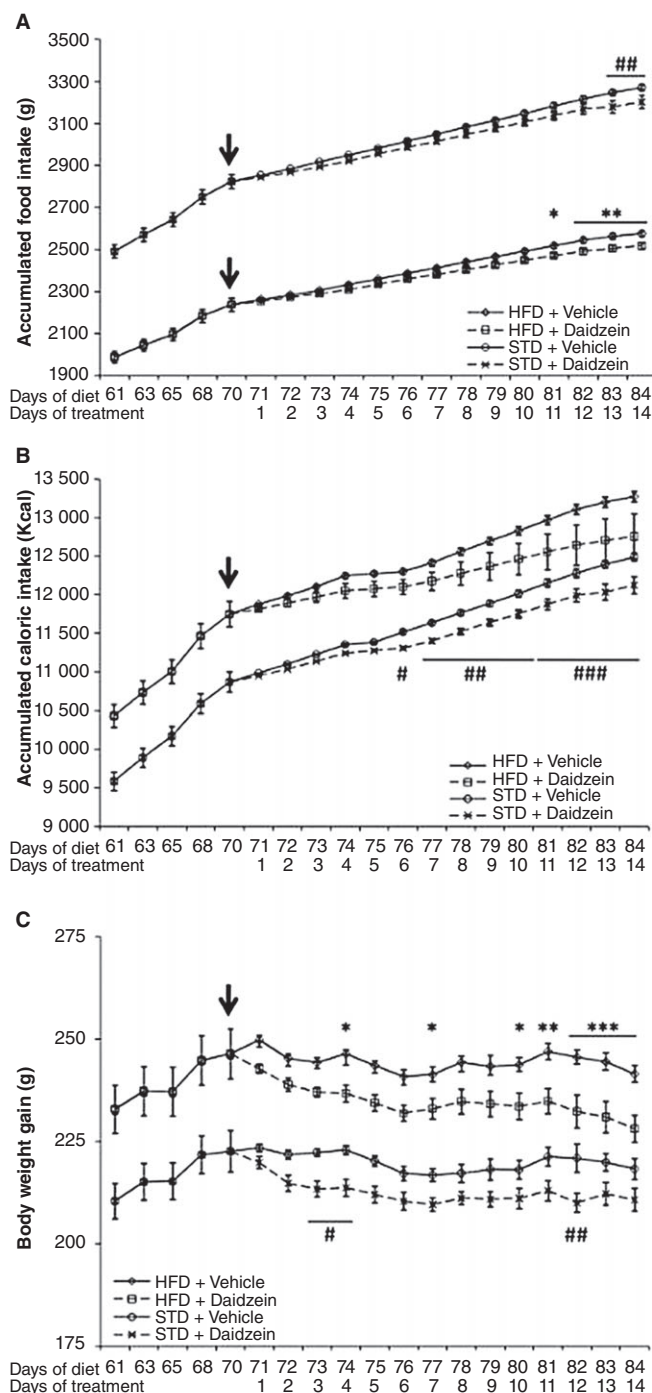 A
Accumulated food intake (g)
3500
3300
3100
2900
2700
2500
2300
2100
1900
##
* **
HFD + Vehicle
HFD + Daidzein
STD + Vehicle
STD + Daidzein
Days of diet 61 63 65 68 70 71 72 73 74 75 76 77 78 79 80 81 82 83 84
Days of treatment 1 2 3 4 5 6 7 8 9 10 11 12 13 14
B
Accumulated caloric intake (Kcal)
13 500
13 000
12 500
12 000
11 500
11 000
10 500
10 000
9 500
9 000
# ## ###
HFD + Vehicle
HFD + Daidzein
STD + Vehicle
STD + Daidzein
Days of diet 61 63 65 68 70 71 72 73 74 75 76 77 78 79 80 81 82 83 84
Days of treatment 1 2 3 4 5 6 7 8 9 10 11 12 13 14
C
Body weight gain (g)
275
250
225
200
175
* * * ** ***
# ##
HFD + Vehicle
HFD + Daidzein
STD + Vehicle
STD + Daidzein
Days of diet 61 63 65 68 70 71 72 73 74 75 76 77 78 79 80 81 82 83 84
Days of treatment 1 2 3 4 5 6 7 8 9 10 11 12 13 14